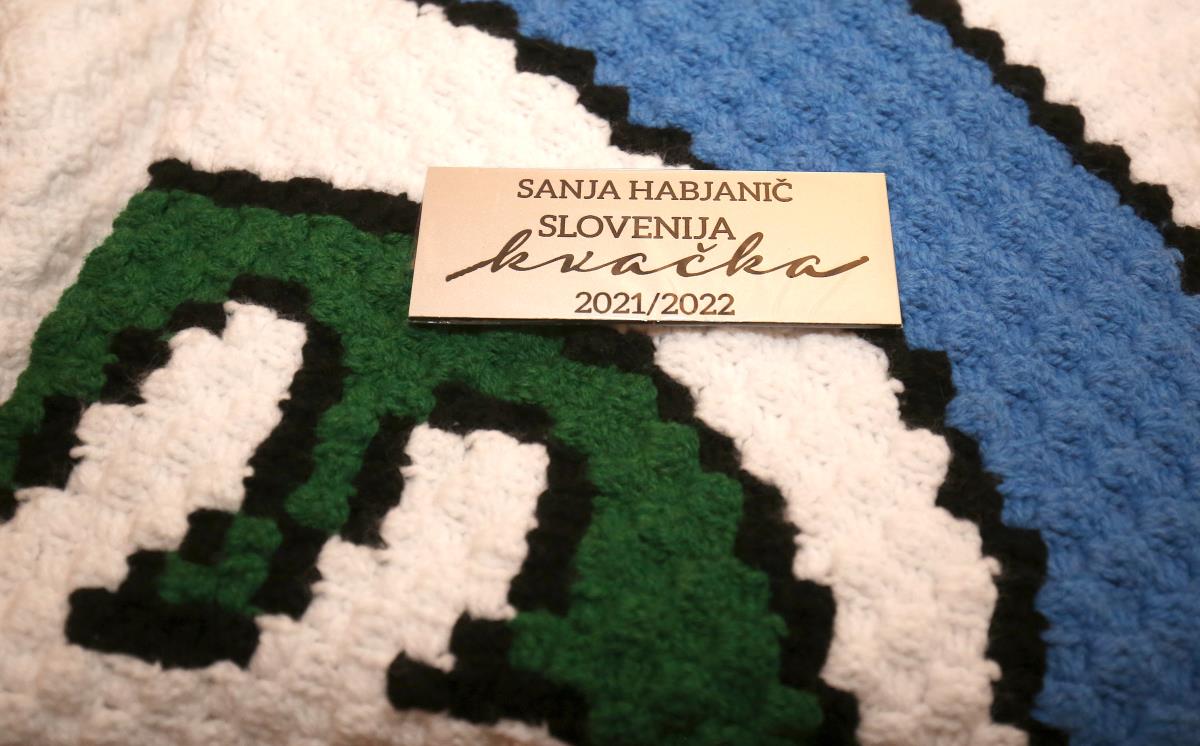 SANJA HABJANIČ
SLOVENIJA
kvačka
2021/2022